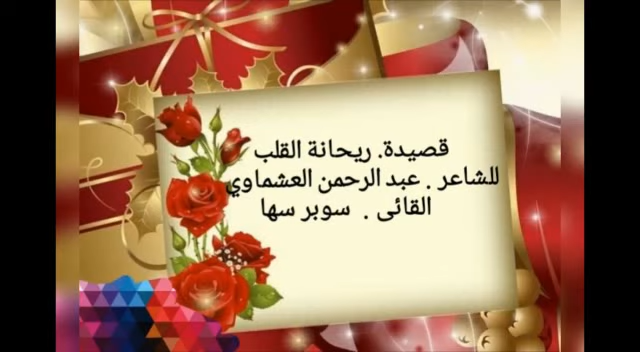 قصيدة. ريحانة القلب
للشاعر . عبد الرحمن العشماوي
القائى . سوبر سها